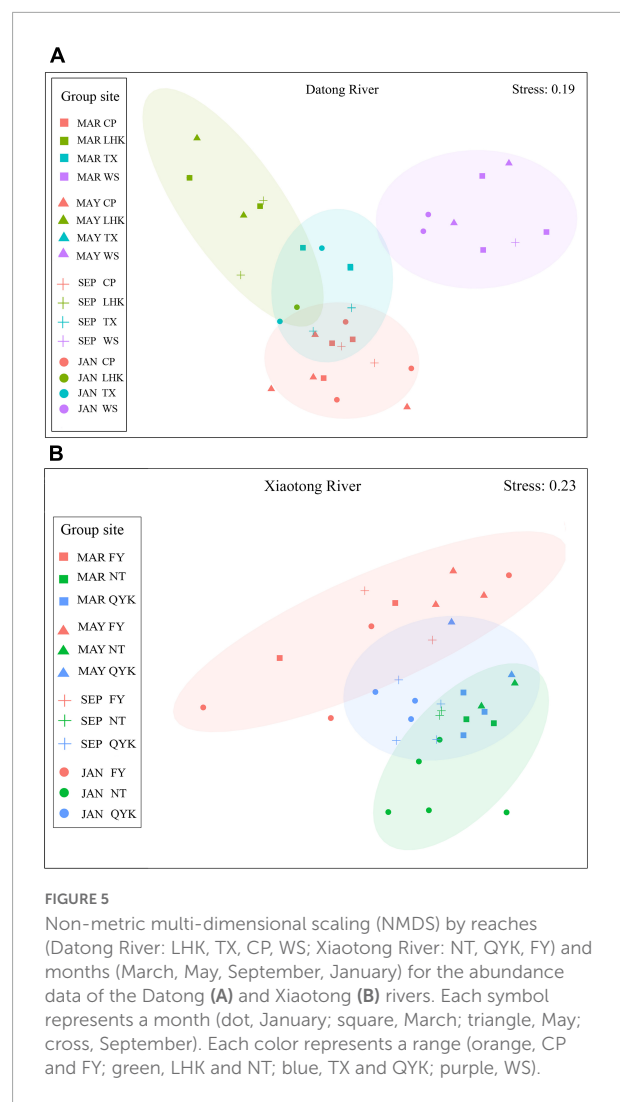 A
Datong River
Stress: 0.19
Group site
MAR CP
MAR LHK
MAR TX
MAR WS
MAY CP
MAY LHK
MAY TX
MAY WS
SEP CP
SEP LHK
SEP TX
SEP WS
JAN CP
JAN LHK
JAN TX
JAN WS
B
Xiaotong River
Stress: 0.23
Group site
MAR FY
MAR NT
MAR QYK
MAY FY
MAY NT
MAY QYK
SEP FY
SEP NT
SEP QYK
JAN FY
JAN NT
JAN QYK
FIGURE 5
Non-metric multi-dimensional scaling (NMDS) by reaches
(Datong River: LHK, TX, CP, WS; Xiaotong River: NT, QYK, FY) and
months (March, May, September, January) for the abundance
data of the Datong (A) and Xiaotong (B) rivers. Each symbol
represents a month (dot, January; square, March; triangle, May;
cross, September). Each color represents a range (orange, CP
and FY; green, LHK and NT; blue, TX and QYK; purple, WS).